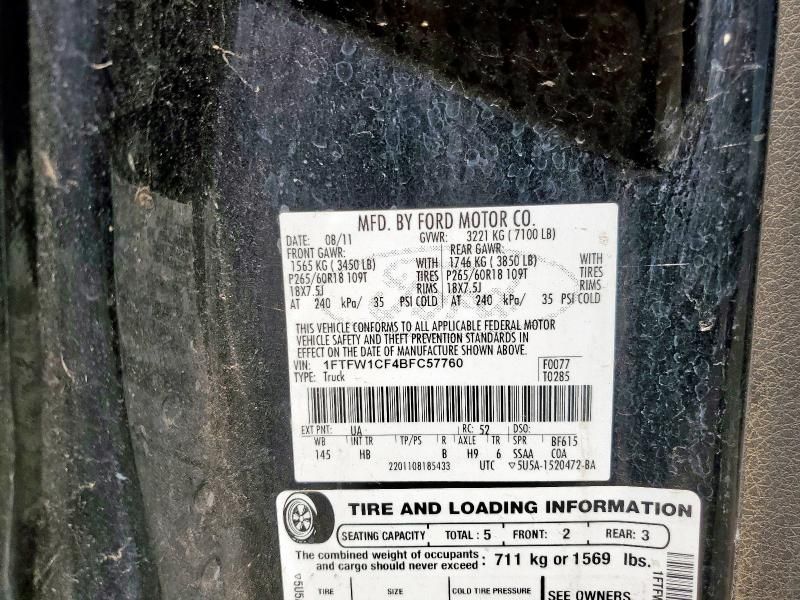 MFD. BY FORD MOTOR CO.
DATE: 08/11 GVWR: 3221 KG ( 7100 LB)
FRONT GAWR: REAR GAWR:
1565 KG (3450 LB) WITH 1746 KG ( 3850 LB) WITH
P265/60R18 109T TIRES P265/60R18 109T TIRES
18X7.5J RIMS 18X7.5J RIMS
AT 240 kPa/ 35 PSI COLD AT 240 kPa/ 35 PSI COLD
THIS VEHICLE CONFORMS TO ALL APPLICABLE FEDERAL MOTOR
VEHICLE SAFETY AND THEFT PREVENTION STANDARDS IN
EFFECT ON THE DATE OF MANUFACTURE SHOWN ABOVE.
VIN: 1FTFW1CF4BFC57760 F0077
TYPE: Truck T0285
EXT PNT: UA RC: 52 DSO:
WB INT TR TP/PS R AXLE TR SPR BF615
145 HB B H9 6 SSAA COA
2201108185433 UTC ▽5U5A-1520472-BA
TIRE AND LOADING INFORMATION
SEATING CAPACITY TOTAL : 5 FRONT: 2 REAR: 3
The combined weight of occupants and cargo should never exceed : 711 kg or 1569 lbs.
TIRE SIZE COLD TIRE PRESSURE SEE OWNERS
▽5U5
1FTFW